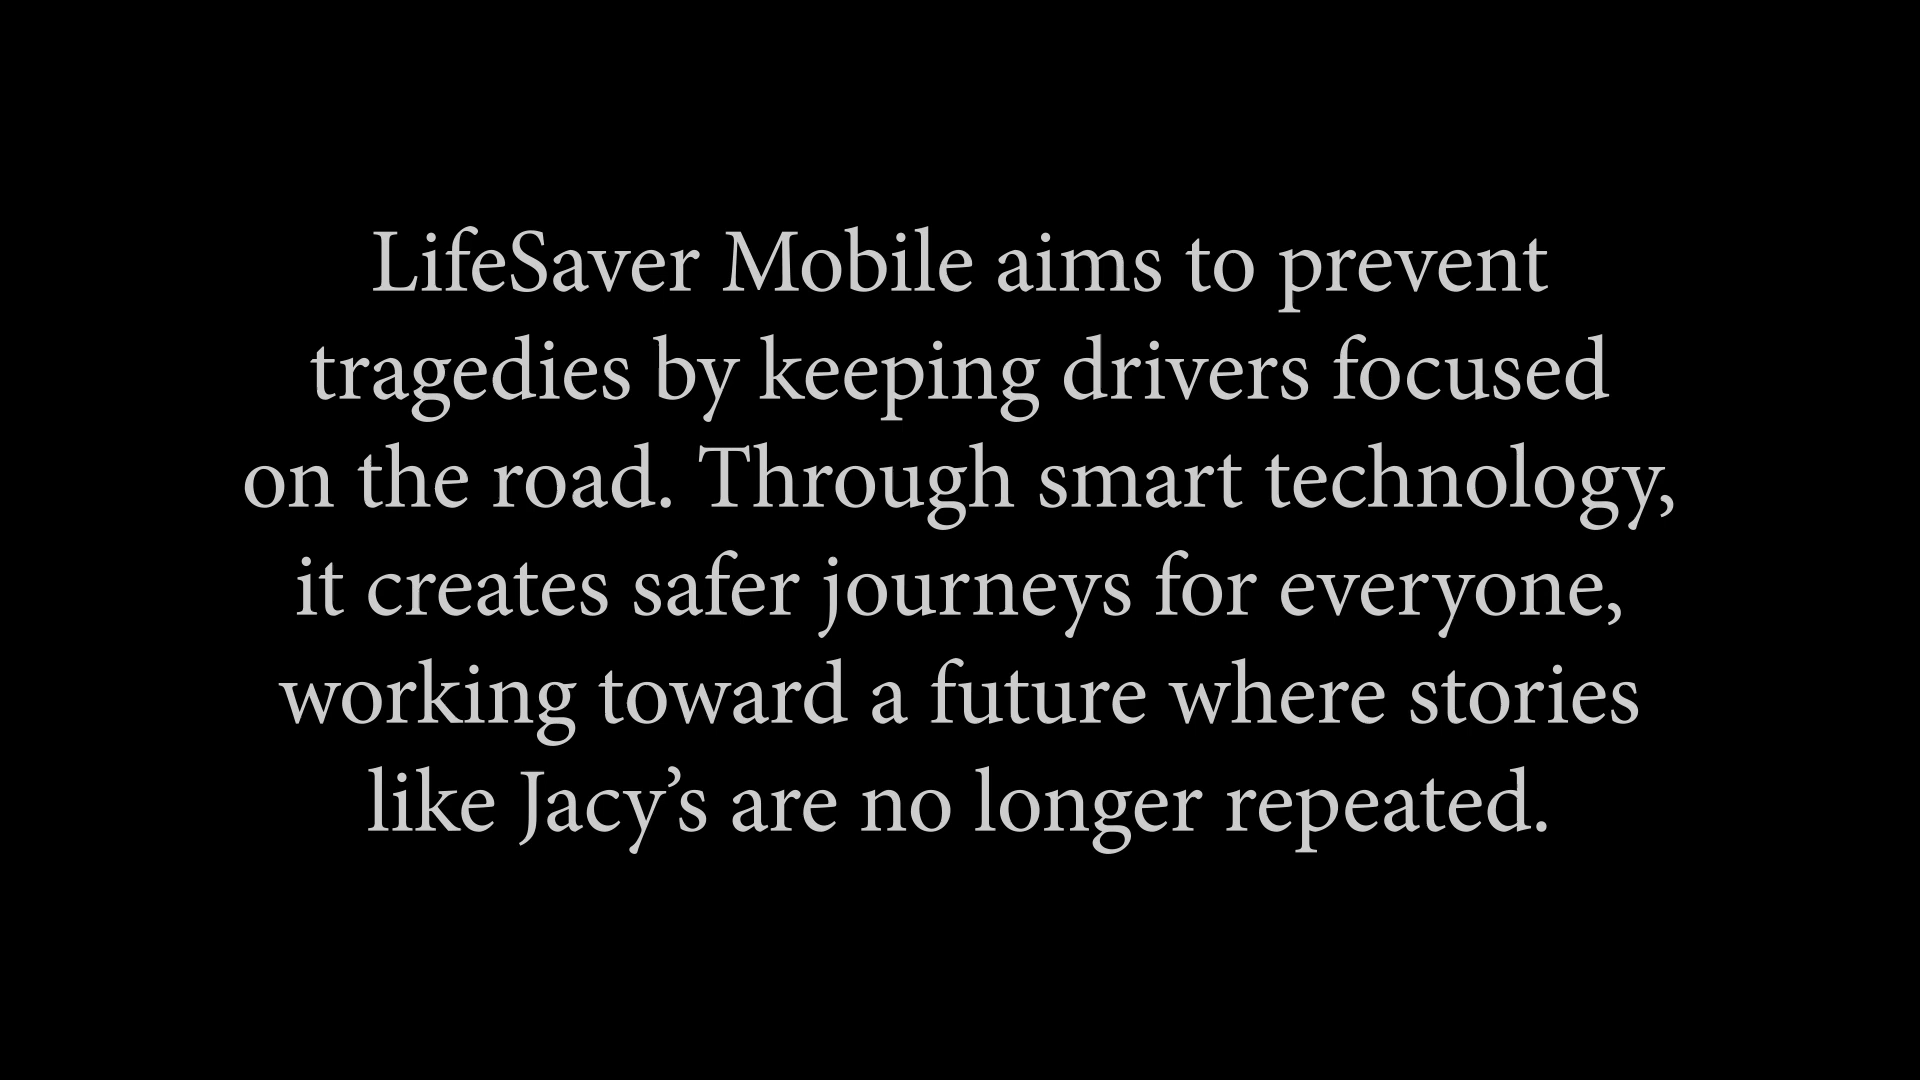 LifeSaver Mobile aims to prevent
tragedies by keeping drivers focused
on the road. Through smart technology,
it creates safer journeys for everyone,
working toward a future where stories
like Jacy’s are no longer repeated.